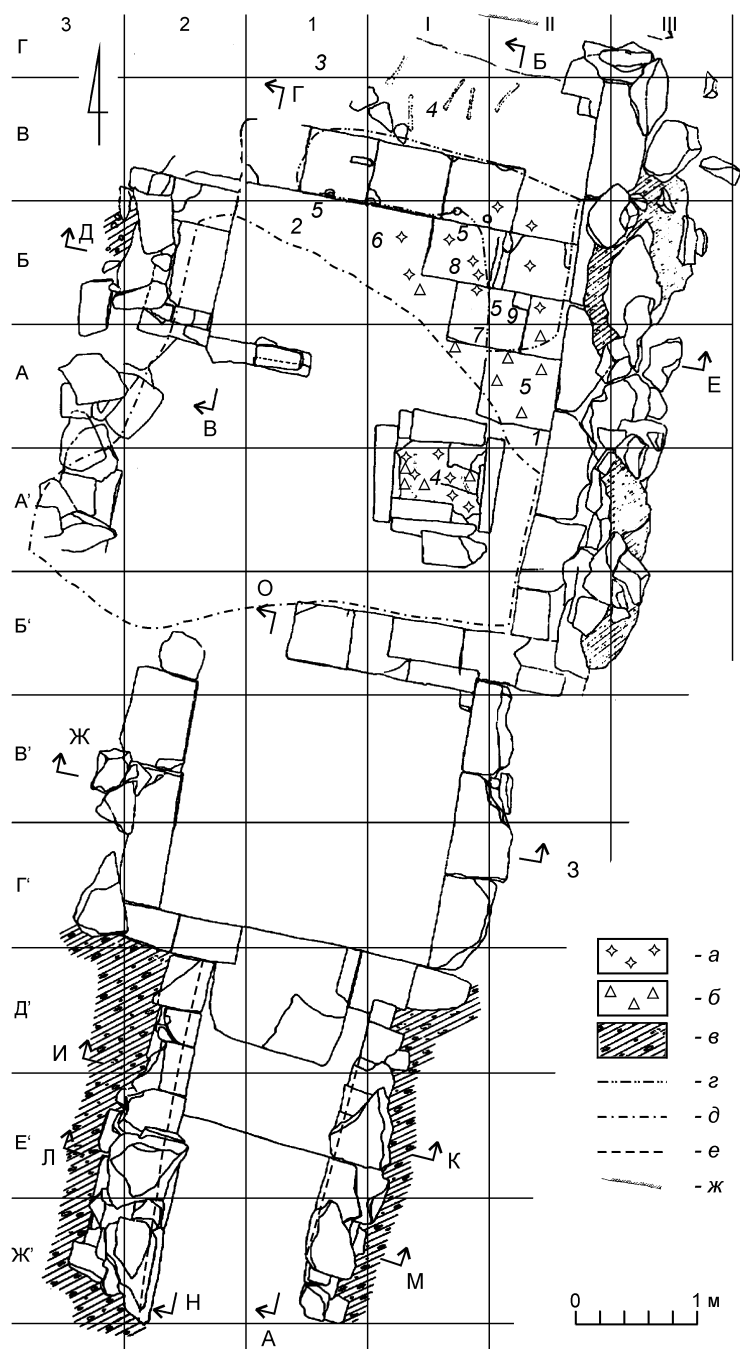 3 2 1 I II III
Г
3
Б
Г
4
В
5
2
5
Д
6
Б
8
5 9
7
А
5
Е
В
1
4
А'
О
Б'
Ж
В'
З
Г'
- а
- б
Д'
- в
И
- г
- д
Е'
Л
К
- е
- ж
Ж'
М
Н
0 1 м
А